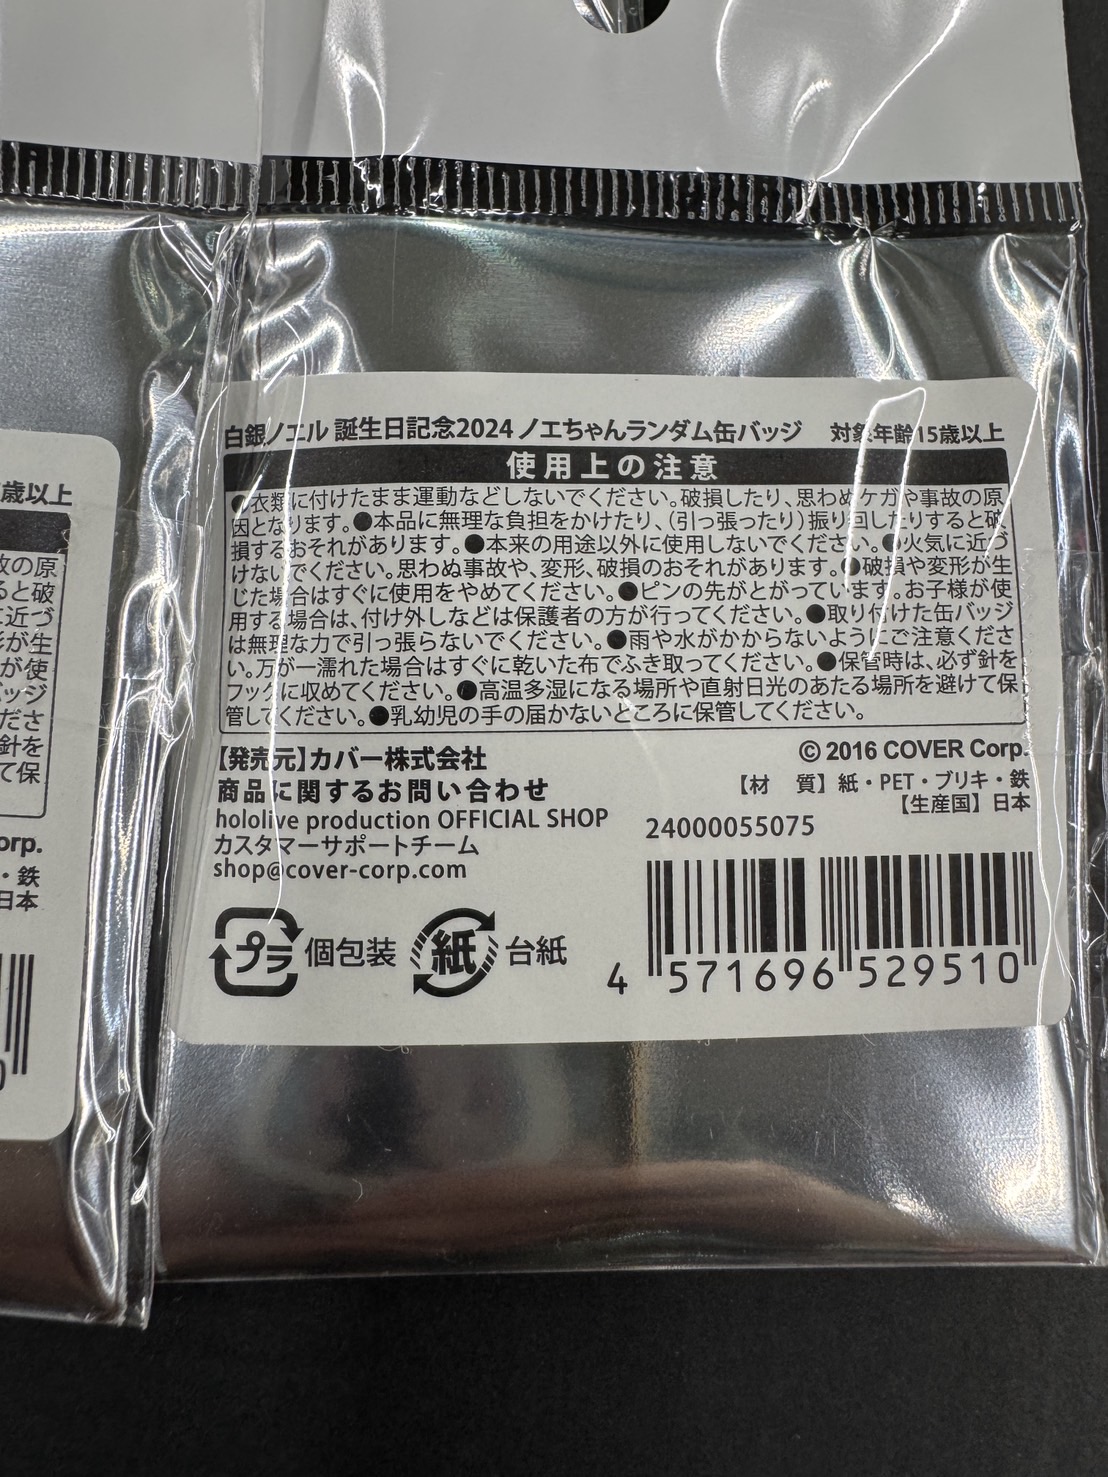 白銀ノエル 誕生日記念2024 ノエちゃんランダム缶バッジ 対象年齢15歳以上
使用上の注意
●衣類に付けたまま運動などしないでください。破損したり、思わぬケガや事故の原
因となります。●本品に無理な負担をかけたり、(引っ張ったり)振り回したりすると破
損するおそれがあります。●本来の用途以外に使用しないでください。●火気に近づ
けないでください。思わぬ事故や、変形、破損のおそれがあります。●破損や変形が生
じた場合はすぐに使用をやめてください。●ピンの先がとがっています。お子様が使
用する場合は、付け外しなどは保護者の方が行ってください。●取り付けた缶バッジ
は無理な力で引っ張らないでください。●雨や水がかからないようにご注意くださ
い。万が一濡れた場合はすぐに乾いた布でふき取ってください。●保管時は、必ず針を
フックに収めてください。●高温多湿になる場所や直射日光のあたる場所を避けて保
管してください。●乳幼児の手の届かないところに保管してください。
【発売元】カバー株式会社
商品に関するお問い合わせ
hololive production OFFICIAL SHOP
カスタマーサポートチーム
shop@cover-corp.com
© 2016 COVER Corp.
【材 質】紙・PET・ブリキ・鉄
【生産国】日本
24000055075
プラ 個包装 紙 台紙
4 571696 529510
歳以上
故の原
ると破
に近づ
形が生
が使
バッジ
ださ
針を
て保
orp.
・鉄
日本
0